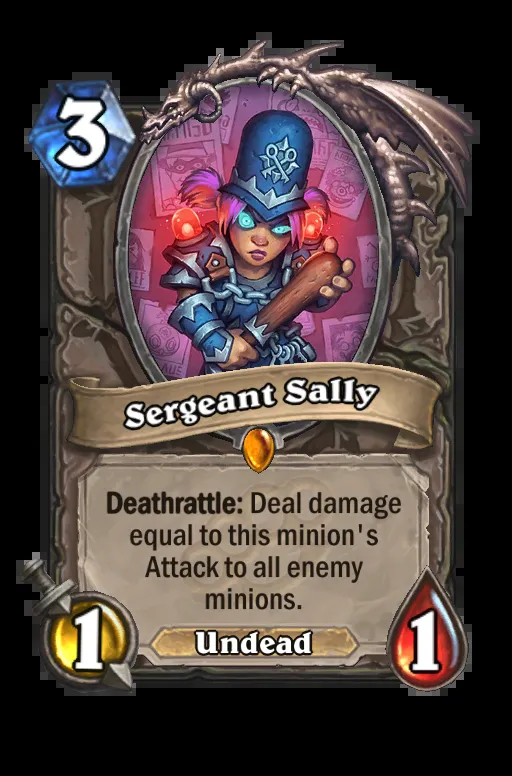 3
Sergeant Sally
Deathrattle: Deal damage
equal to this minion's
Attack to all enemy
minions.
1
Undead
1